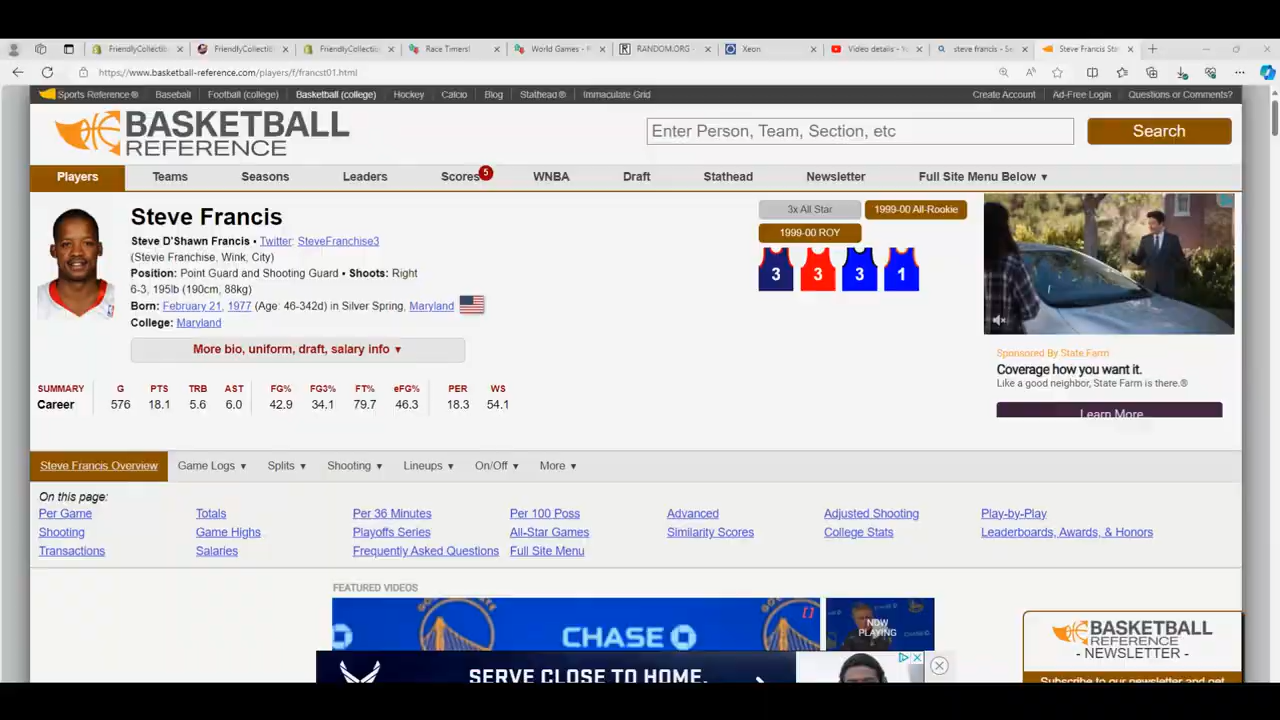 FriendlyCollecti
FriendlyCollecti
FriendlyCollecti
Race Timers!
World Games -
RANDOM.ORG -
Xeon
Video details - Y
steve francis - Se
Steve Francis Sta
https://www.basketball-reference.com/players/f/francst01.html
Sports Reference®
Baseball
Football (college)
Basketball (college)
Hockey
Calcio
Blog
Stathead®
Immaculate Grid
Create Account
Ad-Free Login
Questions or Comments?
BASKETBALL
REFERENCE
Enter Person, Team, Section, etc
Search
Players
Teams
Seasons
Leaders
Scores
5
WNBA
Draft
Stathead
Newsletter
Full Site Menu Below ▼
Steve Francis
Steve D'Shawn Francis • Twitter: SteveFranchise3
(Stevie Franchise, Wink, City)
Position: Point Guard and Shooting Guard • Shoots: Right
6-3, 195lb (190cm, 88kg)
Born: February 21, 1977 (Age: 46-342d) in Silver Spring, Maryland
College: Maryland
More bio, uniform, draft, salary info ▼
3x All Star
1999-00 All-Rookie
1999-00 ROY
3
3
3
1
Sponsored By State Farm
Coverage how you want it.
Like a good neighbor, State Farm is there.®
Learn More
SUMMARY G PTS TRB AST FG% FG3% FT% eFG% PER WS
Career 576 18.1 5.6 6.0 42.9 34.1 79.7 46.3 18.3 54.1
Steve Francis Overview
Game Logs ▼
Splits ▼
Shooting ▼
Lineups ▼
On/Off ▼
More ▼
On this page:
Per Game Totals Per 36 Minutes Per 100 Poss Advanced Adjusted Shooting Play-by-Play
Shooting Game Highs Playoffs Series All-Star Games Similarity Scores College Stats Leaderboards, Awards, & Honors
Transactions Salaries Frequently Asked Questions Full Site Menu
FEATURED VIDEOS
CHASE
NOW
PLAYING
SERVE CLOSE TO HOME.
BASKETBALL
REFERENCE
- NEWSLETTER -
Subscribe to our newsletter and get